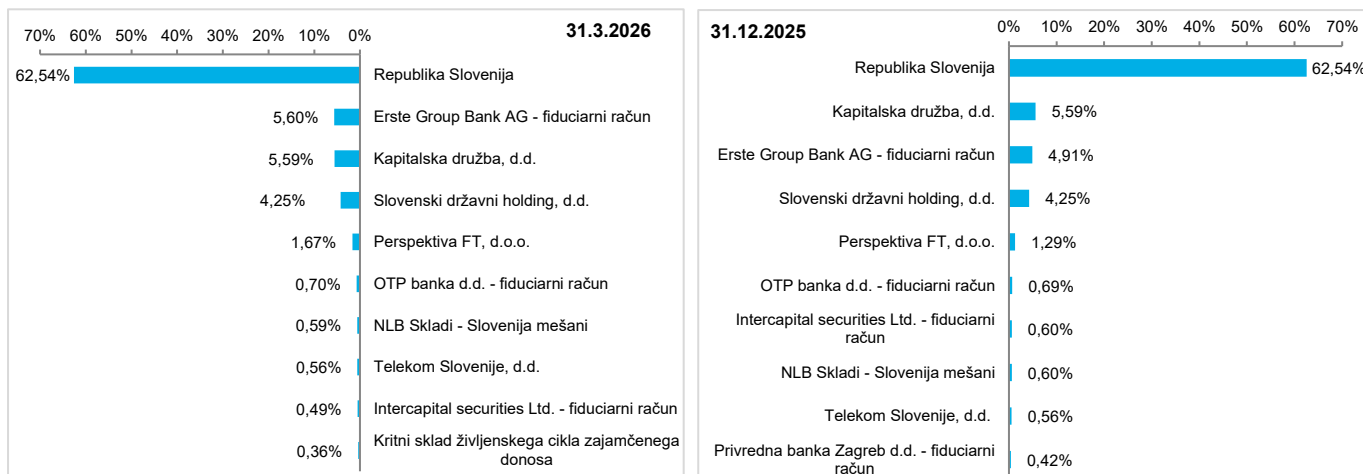 70% 60% 50% 40% 30% 20% 10% 0%
31.3.2026
62,54% Republika Slovenija
5,60% Erste Group Bank AG - fiduciarni račun
5,59% Kapitalska družba, d.d.
4,25% Slovenski državni holding, d.d.
1,67% Perspektiva FT, d.o.o.
0,70% OTP banka d.d. - fiduciarni račun
0,59% NLB Skladi - Slovenija mešani
0,56% Telekom Slovenije, d.d.
0,49% Intercapital securities Ltd. - fiduciarni račun
0,36% Kritni sklad življenskega cikla zajamčenega
donosa
31.12.2025
0% 10% 20% 30% 40% 50% 60% 70%
Republika Slovenija 62,54%
Kapitalska družba, d.d. 5,59%
Erste Group Bank AG - fiduciarni račun 4,91%
Slovenski državni holding, d.d. 4,25%
Perspektiva FT, d.o.o. 1,29%
OTP banka d.d. - fiduciarni račun 0,69%
Intercapital securities Ltd. - fiduciarni
račun 0,60%
NLB Skladi - Slovenija mešani 0,60%
Telekom Slovenije, d.d. 0,56%
Privredna banka Zagreb d.d. - fiduciarni
račun 0,42%